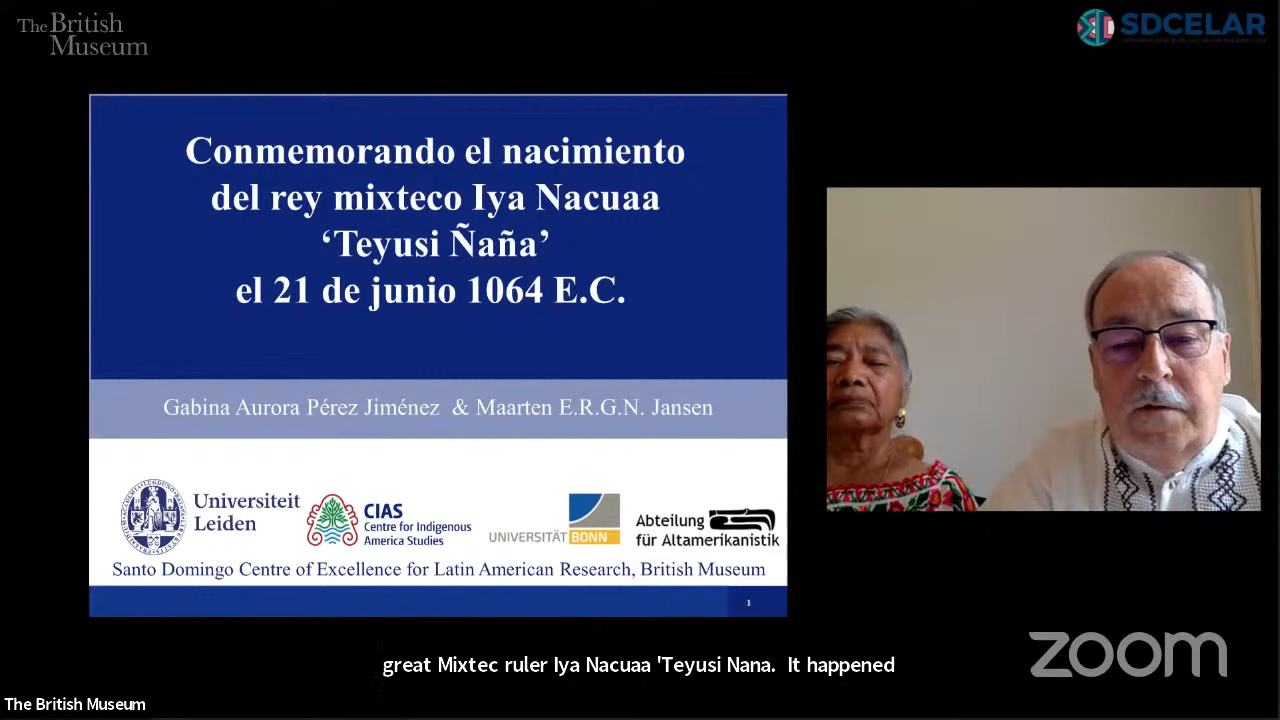 The British
Museum
SDCELAR
Conmemorando el nacimiento
del rey mixteco Iya Nacuaa
‘Teyusi Ñaña’
el 21 de junio 1064 E.C.
Gabina Aurora Pérez Jiménez & Maarten E.R.G.N. Jansen
Universiteit
Leiden
CIAS
Centre for Indigenous
America Studies
UNIVERSITÄT BONN
Abteilung
für Altamerikanistik
Santo Domingo Centre of Excellence for Latin American Research, British Museum
1
great Mixtec ruler Iya Nacuaa 'Teyusi Nana. It happened
zoom
The British Museum